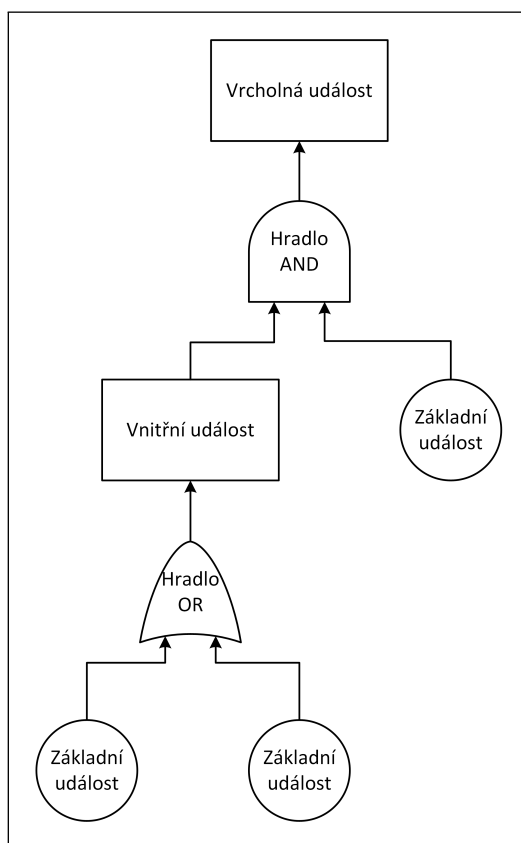 Vrcholná událost
Hradlo
AND
Vnitřní událost
Základní
událost
Hradlo
OR
Základní
událost
Základní
událost